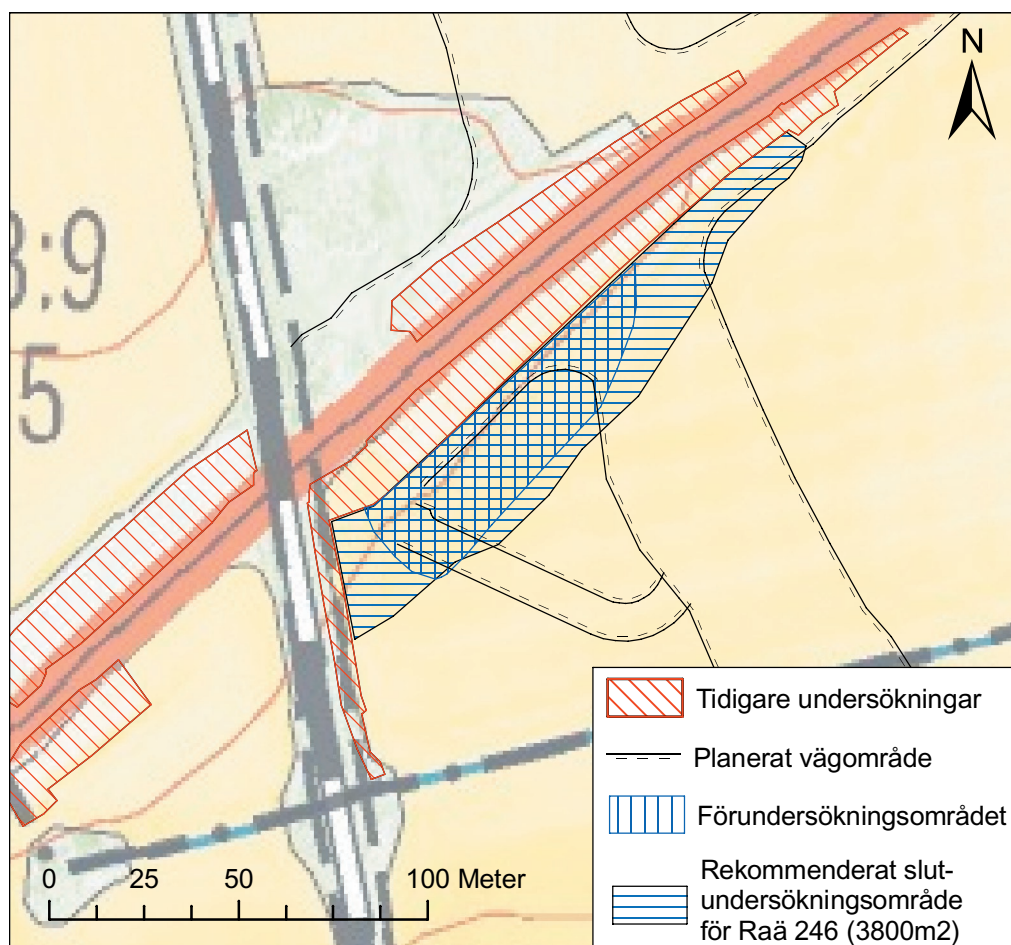 N
3:9
5
Tidigare undersökningar
Planerat vägområde
Förundersökningsområdet
Rekommenderat slut-
undersökningsområde
för Raä 246 (3800m2)
0 25 50 100 Meter